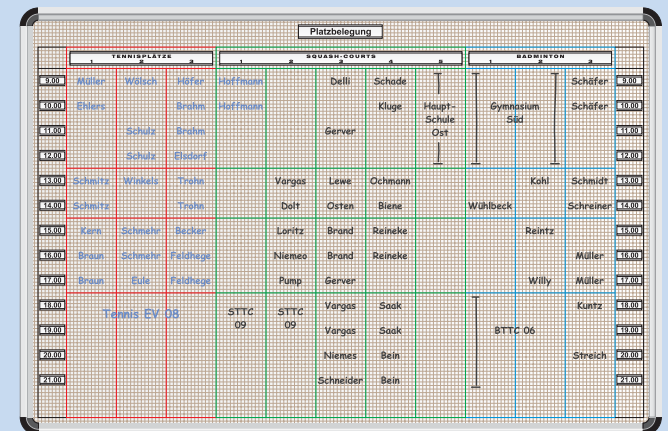 Platzbelegung
TENNISPLÄTZE SQUASH-COURTS BADMINTON
1 2 3 1 2 3 4 5 1 2 3
9.00 Müller Wölsch Höfer Hoffmann Delli Schade Schäfer 9.00
10.00 Ehlers Brahm Hoffmann Kluge Haupt- Gymnasium Schäfer 10.00
Schule Süd
11.00 Schulz Brahm Gerver Ost 11.00
12.00 Schulz Elsdorf 12.00
13.00 Schmitz Winkels Trohn Vargas Lewe Ochmann Kohl Schmidt 13.00
14.00 Schmitz Trohn Dolt Osten Biene Wühlbeck Schreiner 14.00
15.00 Kern Schmehr Becker Loritz Brand Reineke Reintz 15.00
16.00 Braun Schmehr Feldhege Niemeo Brand Reineke Müller 16.00
17.00 Braun Eule Feldhege Pump Gerver Willy Müller 17.00
18.00 Vargas Saak Kuntz 18.00
Tennis EV 08 STTC STTC
09 09
19.00 Vargas Saak BTTC 06 19.00
20.00 Niemes Bein Streich 20.00
21.00 Schneider Bein 21.00